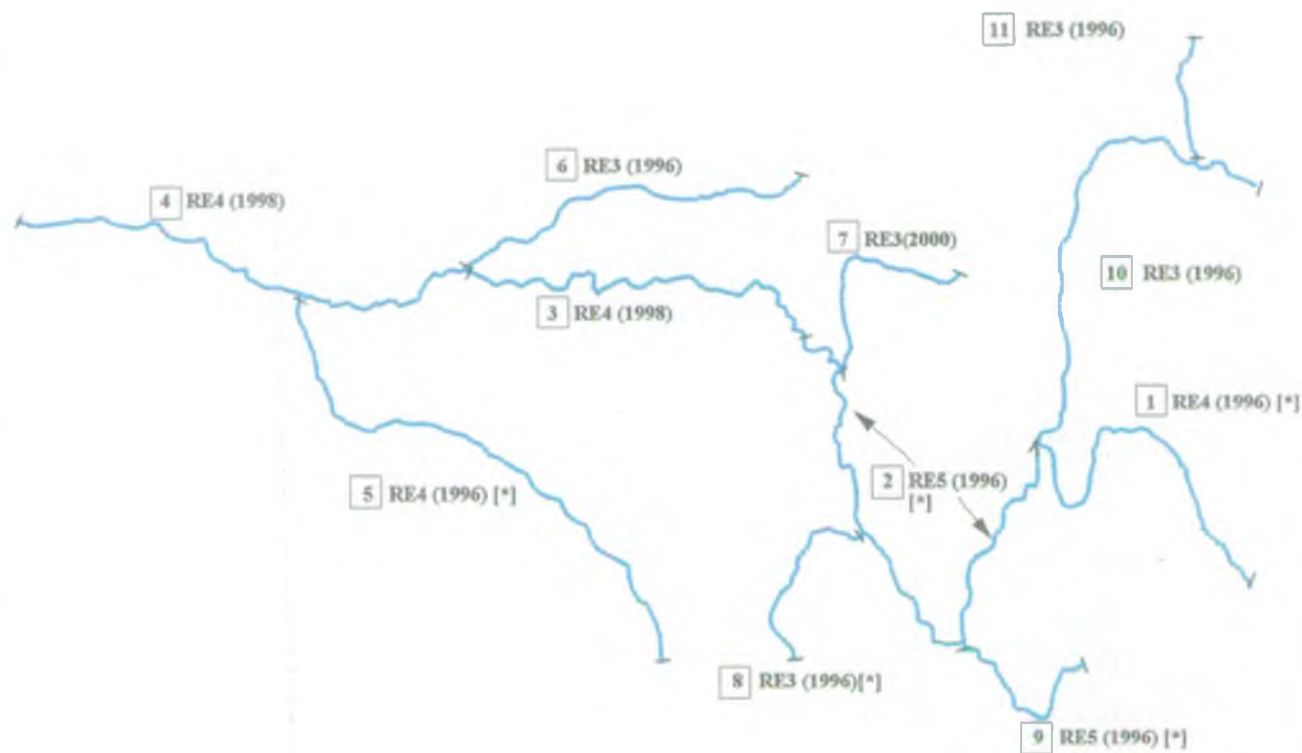 11 RE3 (1996)
6 RE3 (1996)
4 RE4 (1998)
7 RE3(2000)
10 RE3 (1996)
3 RE4 (1998)
1 RE4 (1996) [*]
2 RE5 (1996)
[*]
5 RE4 (1996) [*]
8 RE3 (1996)[*]
9 RE5 (1996) [*]